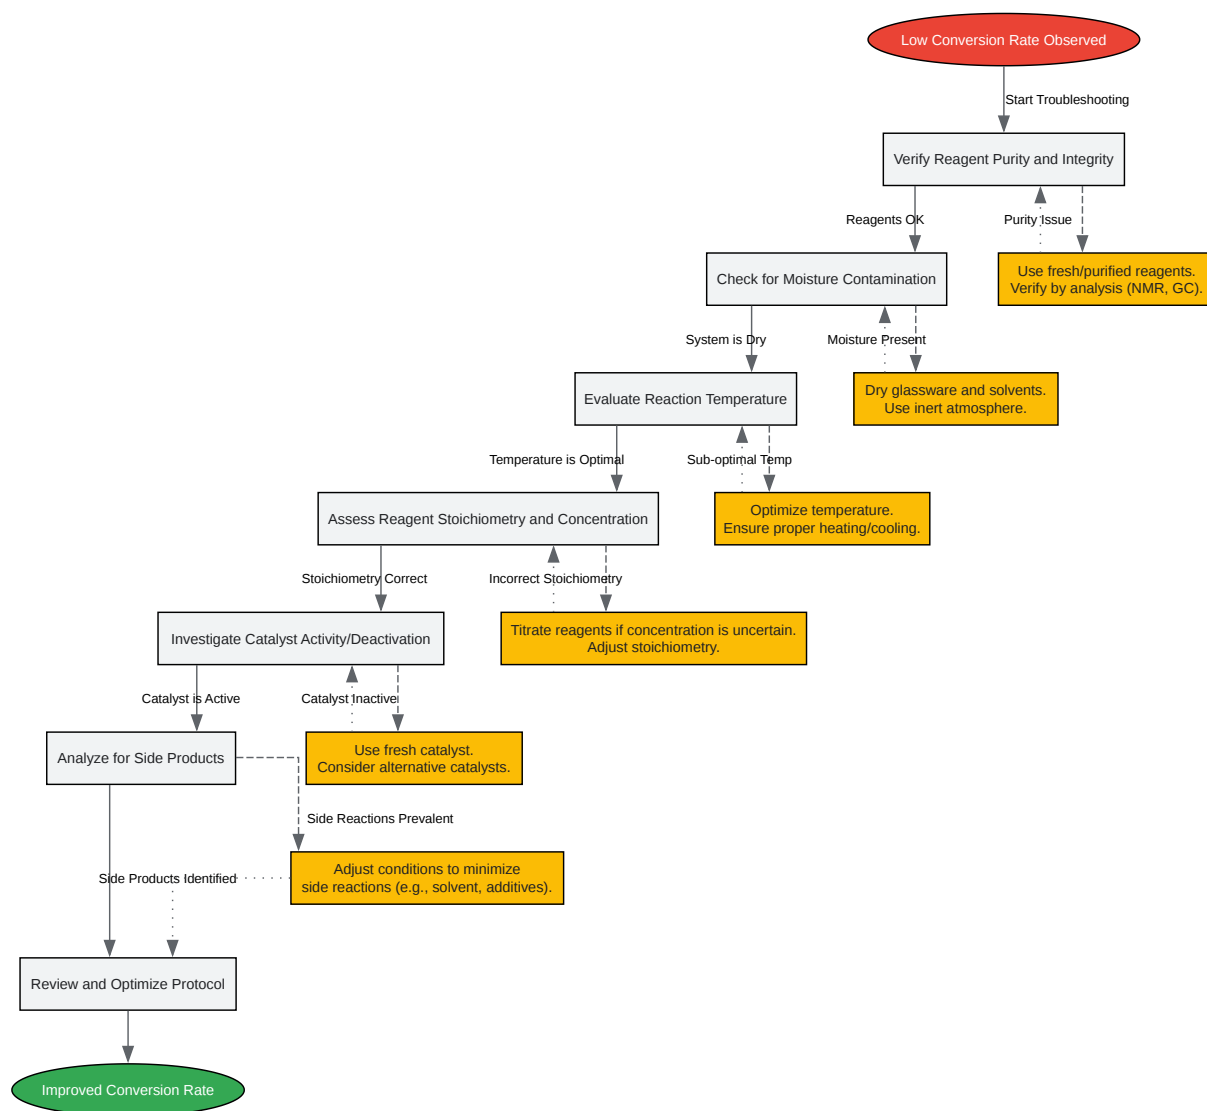 Low Conversion Rate Observed
Start Troubleshooting
Verify Reagent Purity and Integrity
Reagents OK
Purity Issue
Check for Moisture Contamination
Use fresh/purified reagents.
Verify by analysis (NMR, GC).
System is Dry
Moisture Present
Evaluate Reaction Temperature
Dry glassware and solvents.
Use inert atmosphere.
Temperature is Optimal
Sub-optimal Temp
Assess Reagent Stoichiometry and Concentration
Optimize temperature.
Ensure proper heating/cooling.
Stoichiometry Correct
Incorrect Stoichiometry
Investigate Catalyst Activity/Deactivation
Titrate reagents if concentration is uncertain.
Adjust stoichiometry.
Catalyst is Active
Catalyst Inactive
Analyze for Side Products
Use fresh catalyst.
Consider alternative catalysts.
Side Reactions Prevalent
Adjust conditions to minimize
side reactions (e.g., solvent, additives).
Side Products Identified
Review and Optimize Protocol
Improved Conversion Rate